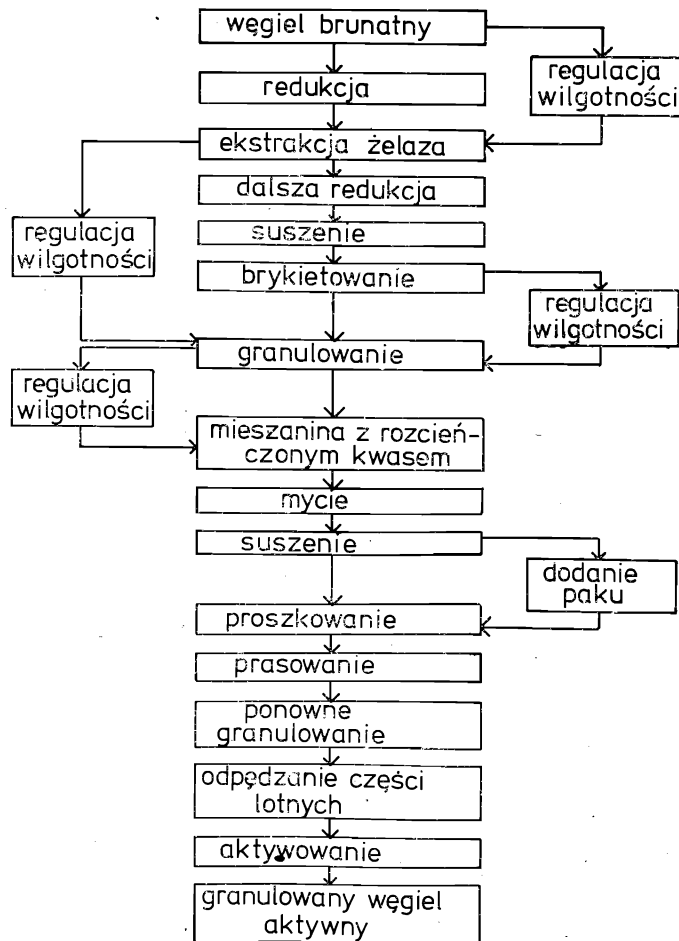 węgiel brunatny
regulacja
wilgotności
redukcja
ekstrakcja żelaza
dalsza redukcja
suszenie
regulacja
wilgotności
brykietowanie
regulacja
wilgotności
granulowanie
regulacja
wilgotności
mieszanina z rozcień-
czonym kwasem
mycie
suszenie
dodanie
paku
proszkowanie
prasowanie
ponowne
granulowanie
odpędzanie części
lotnych
aktywowanie
granulowany węgiel
aktywny